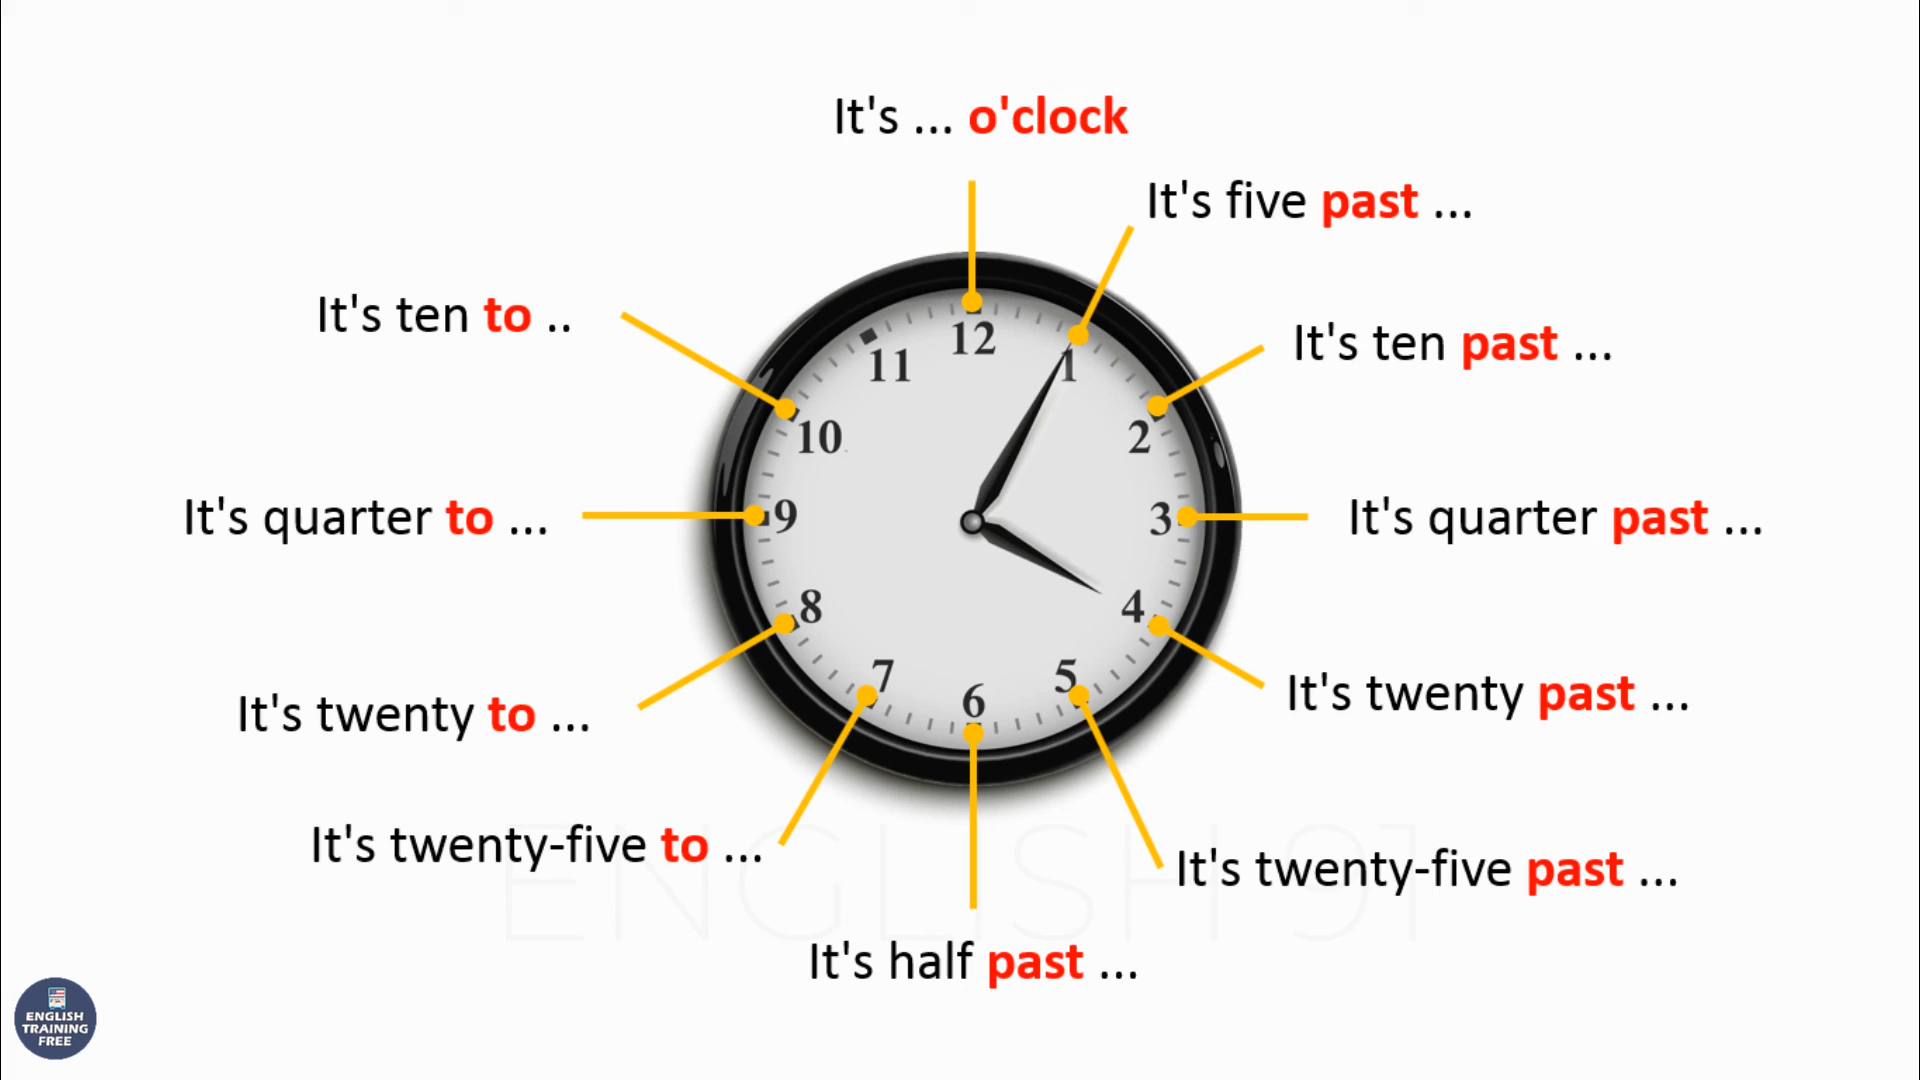 It's ... o'clock
It's five past ...
It's ten past ...
It's quarter past ...
It's twenty past ...
It's twenty-five past ...
It's half past ...
It's twenty-five to ...
It's twenty to ...
It's quarter to ...
It's ten to ..
12
1
2
3
4
5
6
7
8
9
10
11
ENGLISH 91
ENGLISH
TRAINING
FREE